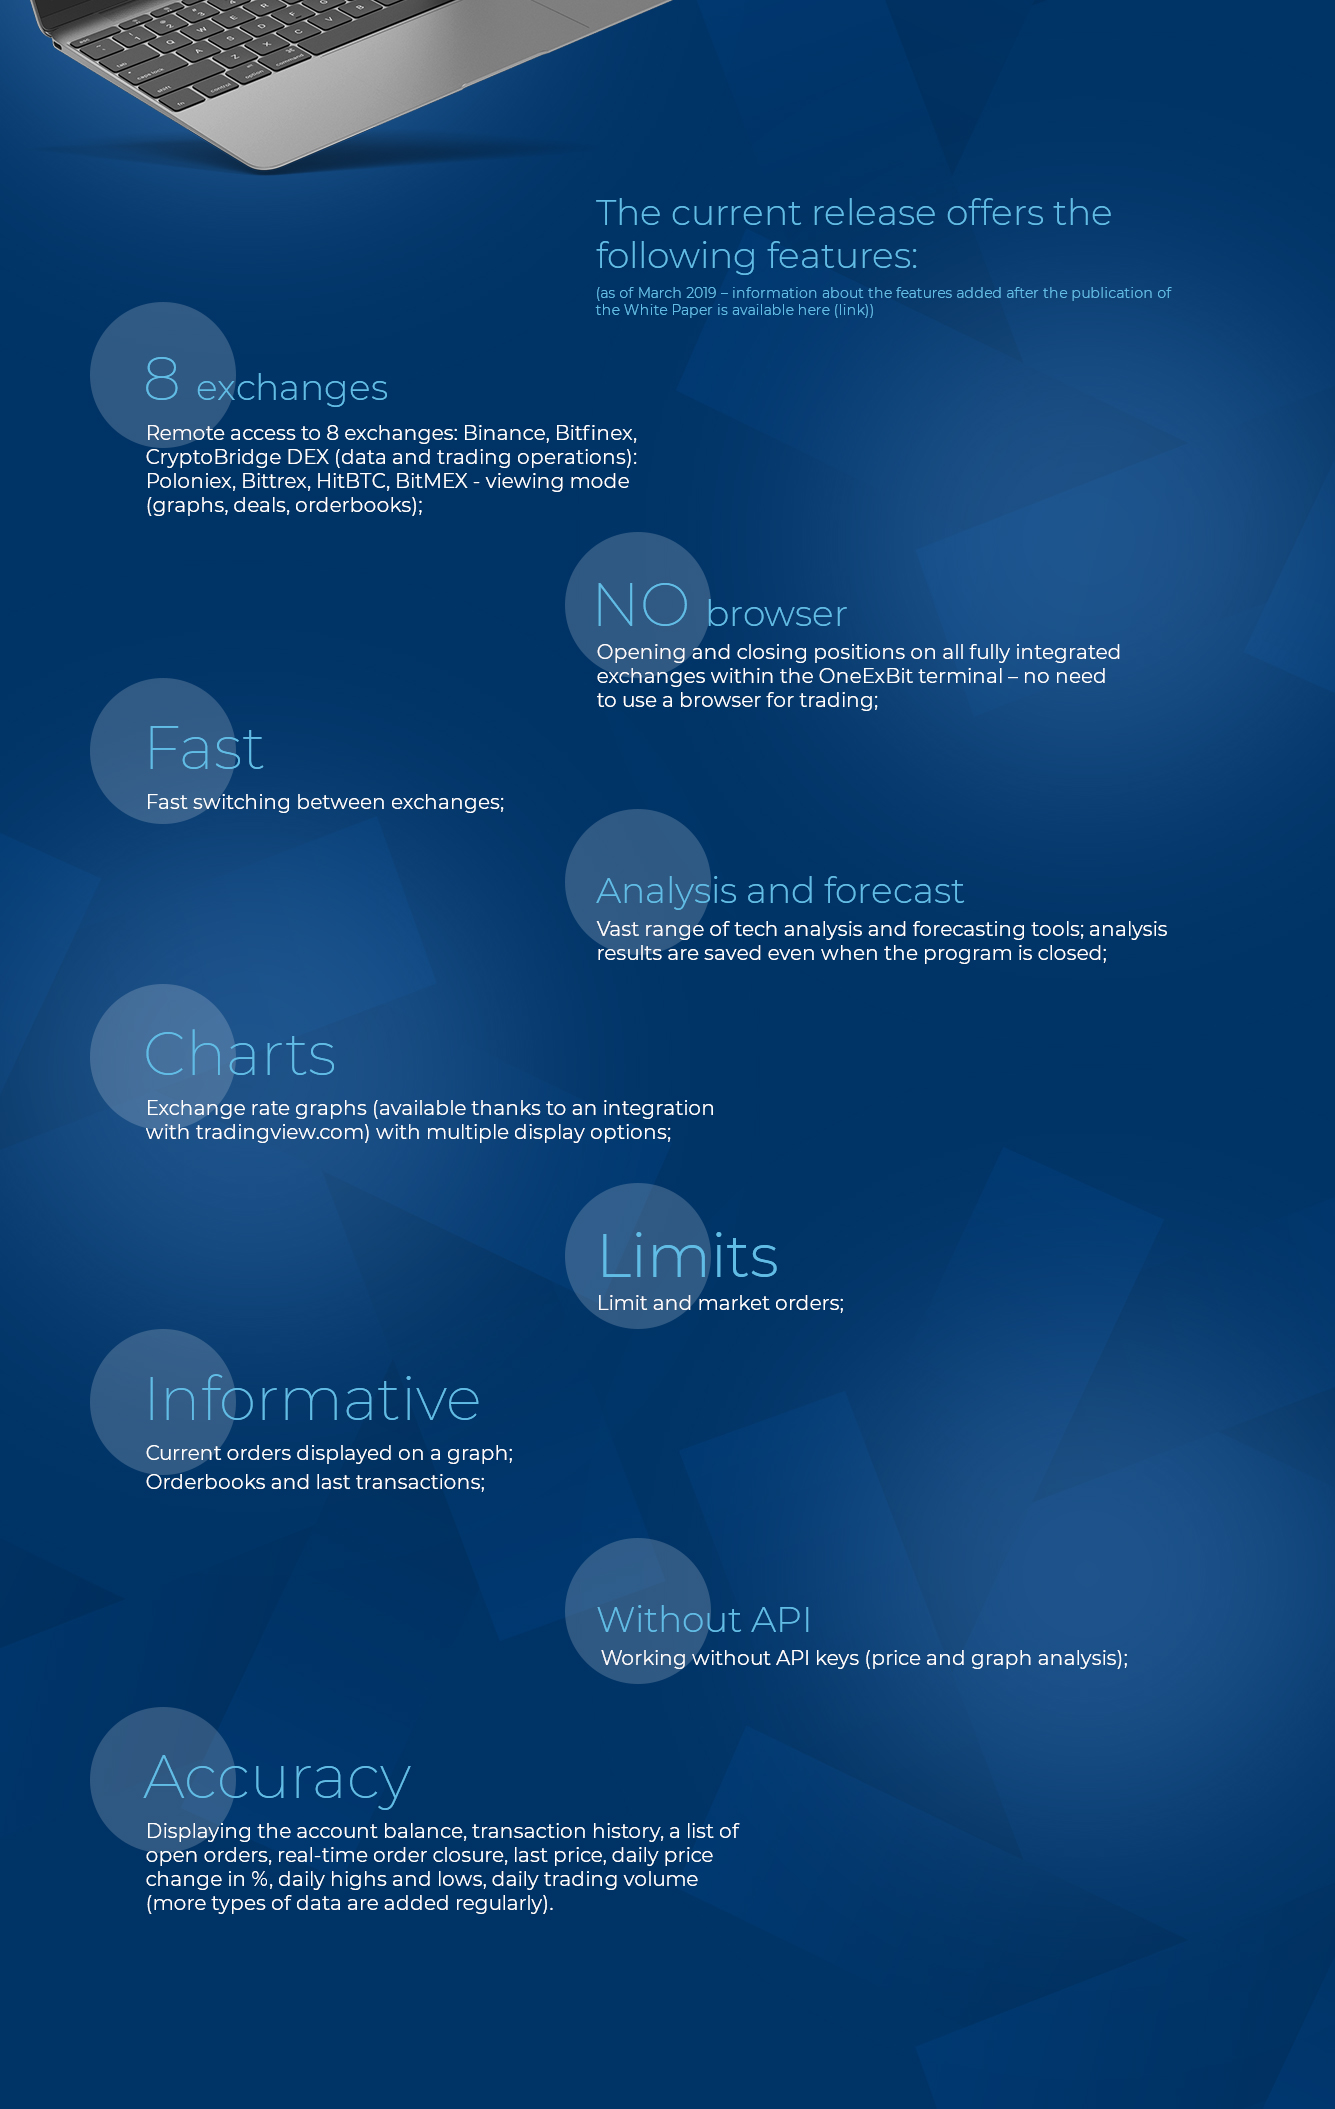 The current release offers the
following features:
(as of March 2019 – information about the features added after the publication of
the White Paper is available here (link))
8 exchanges
Remote access to 8 exchanges: Binance, Bitfinex,
CryptoBridge DEX (data and trading operations):
Poloniex, Bittrex, HitBTC, BitMEX - viewing mode
(graphs, deals, orderbooks);
NO browser
Opening and closing positions on all fully integrated
exchanges within the OneExBit terminal – no need
to use a browser for trading;
Fast
Fast switching between exchanges;
Analysis and forecast
Vast range of tech analysis and forecasting tools; analysis
results are saved even when the program is closed;
Charts
Exchange rate graphs (available thanks to an integration
with tradingview.com) with multiple display options;
Limits
Limit and market orders;
Informative
Current orders displayed on a graph;
Orderbooks and last transactions;
Without API
Working without API keys (price and graph analysis);
Accuracy
Displaying the account balance, transaction history, a list of
open orders, real-time order closure, last price, daily price
change in %, daily highs and lows, daily trading volume
(more types of data are added regularly).